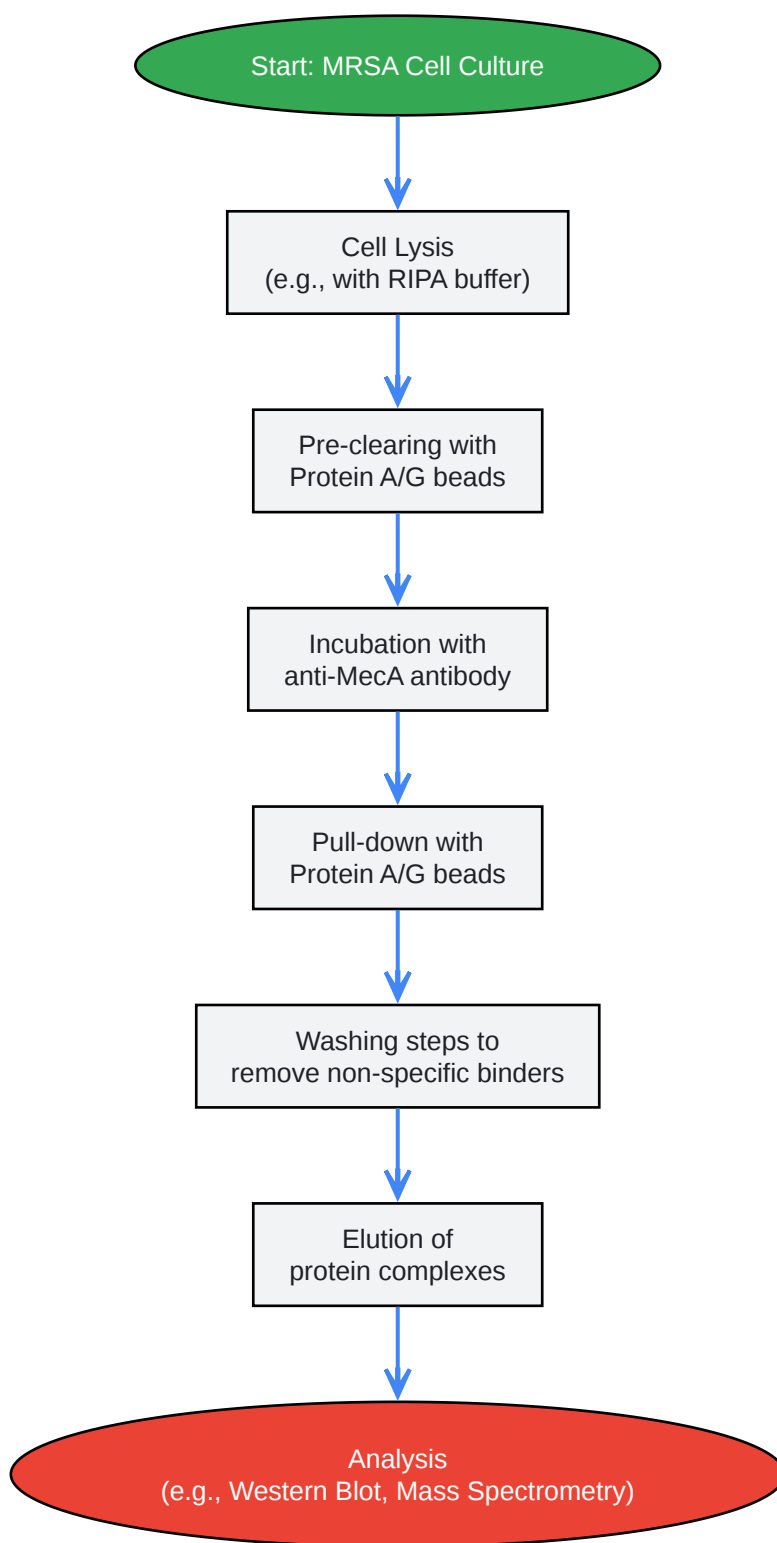 Start: MRSA Cell Culture
Cell Lysis
(e.g., with RIPA buffer)
Pre-clearing with
Protein A/G beads
Incubation with
anti-MecA antibody
Pull-down with
Protein A/G beads
Washing steps to
remove non-specific binders
Elution of
protein complexes
Analysis
(e.g., Western Blot, Mass Spectrometry)